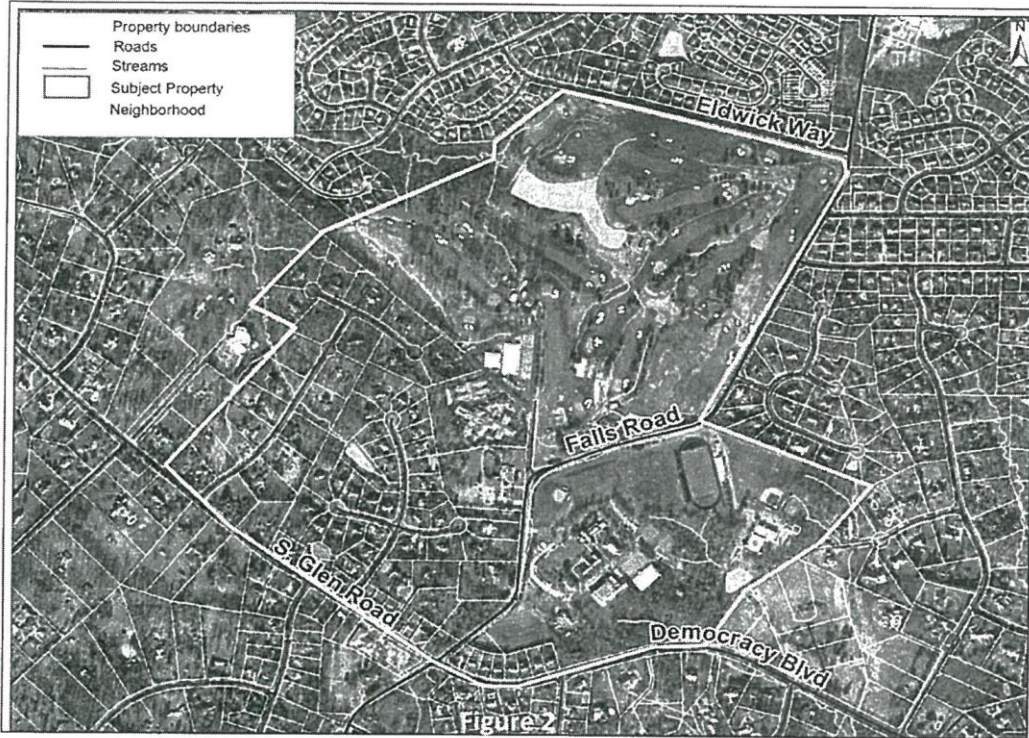 Property boundaries
Roads
Streams
Subject Property
Neighborhood
N
Eldwick Way
Falls Road
S. Glen Road
Democracy Blvd
Figure 2